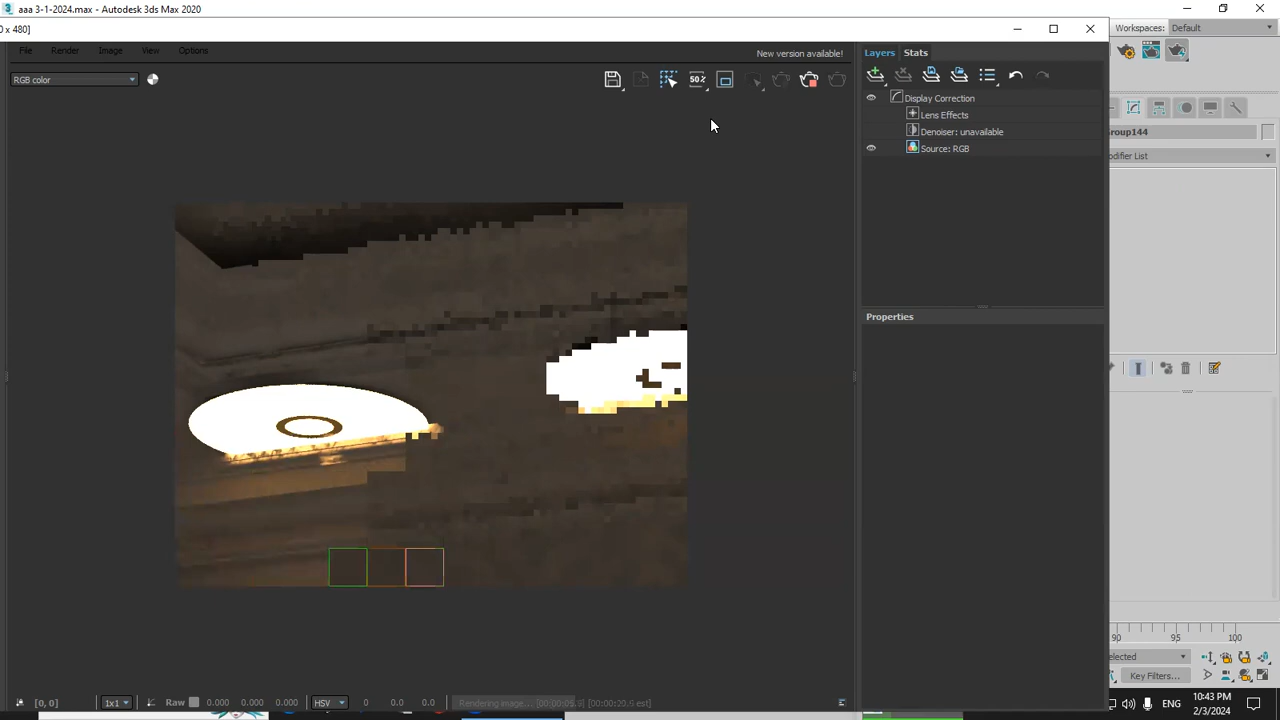 aaa 3-1-2024.max - Autodesk 3ds Max 2020
0 x 480]
Workspaces: Default
File Render Image View Options
New version available!
Layers Stats
RGB color
50%
Display Correction
Lens Effects
Denoiser: unavailable
Source: RGB
Group144
odifier List
Properties
90 95 100
elected
Key Filters...
[0, 0]
1x1
Raw 0.000 0.000 0.000
HSV 0 0.0 0.0
ENG
10:43 PM
2/3/2024